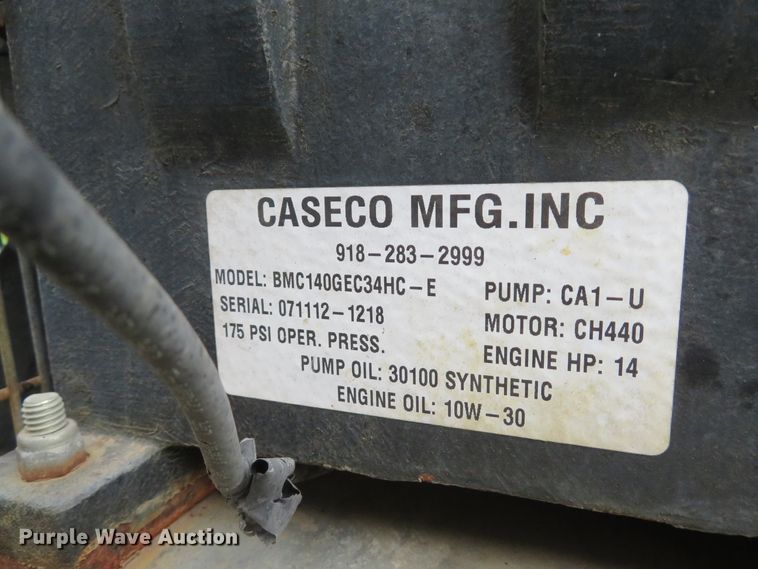 CASECO MFG.INC
918-283-2999
MODEL: BMC140GEC34HC-E
SERIAL: 071112-1218
175 PSI OPER. PRESS.
PUMP: CA1-U
MOTOR: CH440
ENGINE HP: 14
PUMP OIL: 30100 SYNTHETIC
ENGINE OIL: 10W-30
Purple Wave Auction